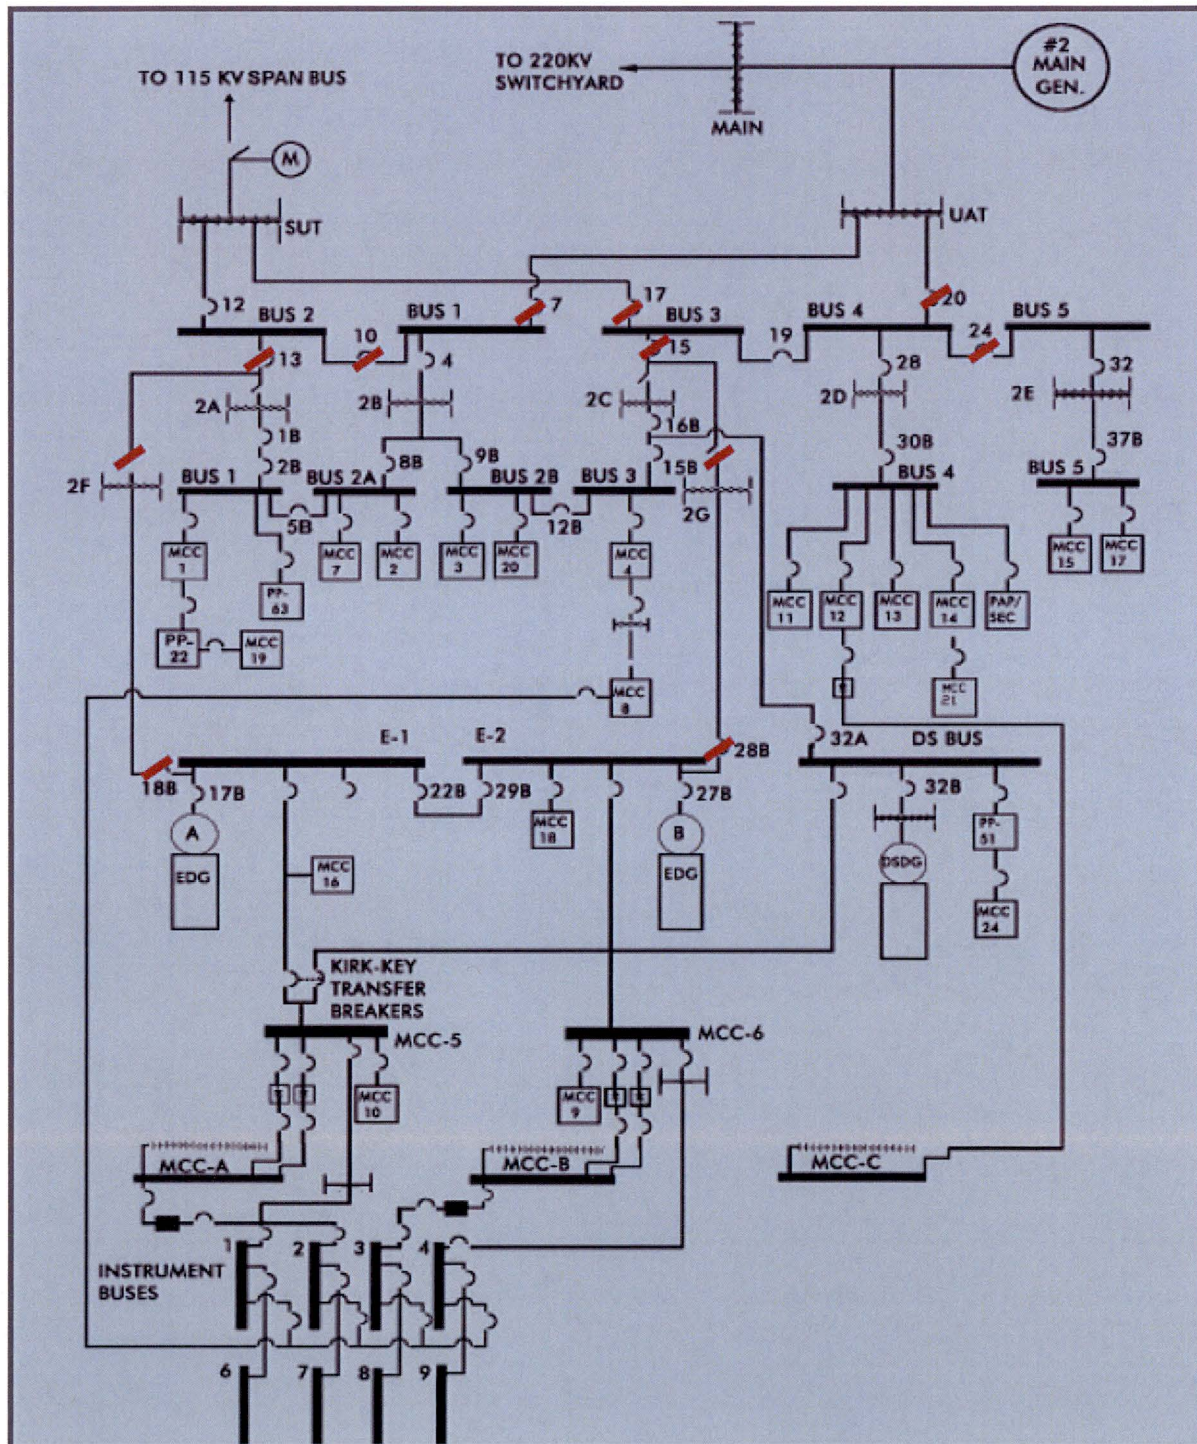 #2
MAIN
GEN.
TO 220KV
SWITCHYARD
MAIN
TO 115 KV SPAN BUS
M
SUT
UAT
12
BUS 2
10
BUS 1
7
17
BUS 3
19
BUS 4
20
24
BUS 5
13
4
15
28
32
2A
2B
2C
2D
2E
1B
16B
30B
37B
2B
8B
9B
15B
2F
BUS 1
BUS 2A
BUS 2B
BUS 3
2G
BUS 4
BUS 5
5B
12B
MCC
1
MCC
7
MCC
2
MCC
3
MCC
20
MCC
4
MCC
15
MCC
17
PP-
63
MCC
11
MCC
12
MCC
13
MCC
14
PAP/
SEC
PP-
22
MCC
19
MCC
8
MCC
21
E-1
E-2
28B
32A
DS BUS
18B
17B
22B
29B
27B
32B
A
MCC
18
B
PP-
51
EDG
MCC
16
EDG
DSDG
MCC
24
KIRK-KEY
TRANSFER
BREAKERS
MCC-5
MCC-6
MCC
10
MCC
9
MCC-A
MCC-B
MCC-C
1
2
3
4
INSTRUMENT
BUSES
6
7
8
9